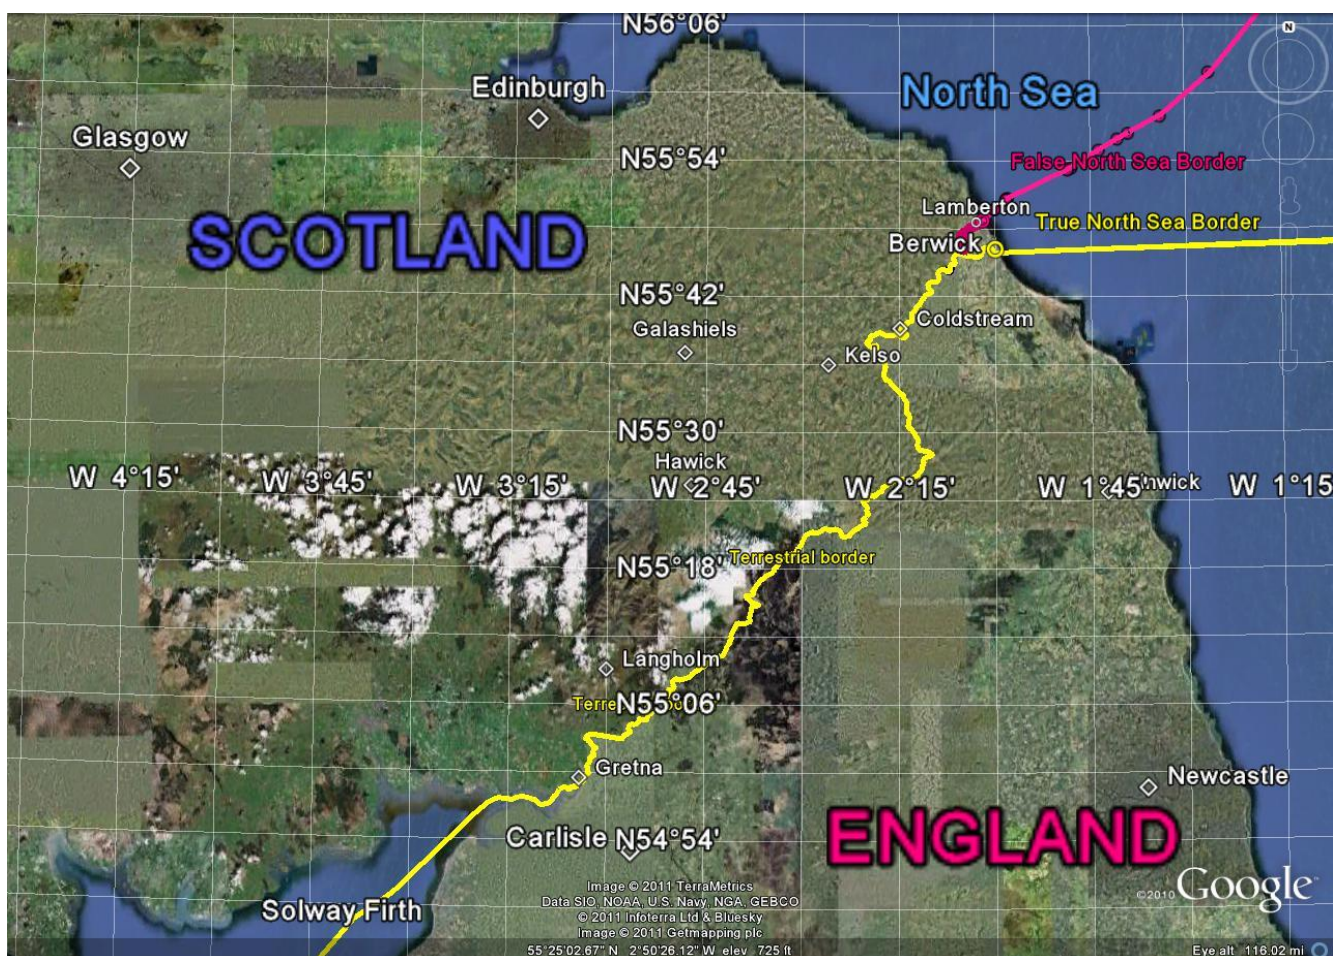 N56°06'
North Sea
Edinburgh
Glasgow
N55°54'
False North Sea Border
Lamberton
True North Sea Border
SCOTLAND
Berwick
N55°42'
Coldstream
Galashiels
Kelso
N55°30'
Hawick
W 4°15'
W 3°45'
W 3°15'
W 2°45'
W 2°15'
W 1°45'
W 1°15'
Terrestrial border
N55°18'
Langholm
N55°06'
Gretna
Newcastle
ENGLAND
Carlisle
N54°54'
Image © 2011 TerraMetrics
Data SIO, NOAA, U.S. Navy, NGA, GEBCO
© 2011 Infoterra Ltd & Bluesky
Image © 2011 Getmapping plc
©2010 Google
Solway Firth
55°25'02.67" N 2°50'26.12" W elev 725 ft
Eye alt 116.02 mi
N